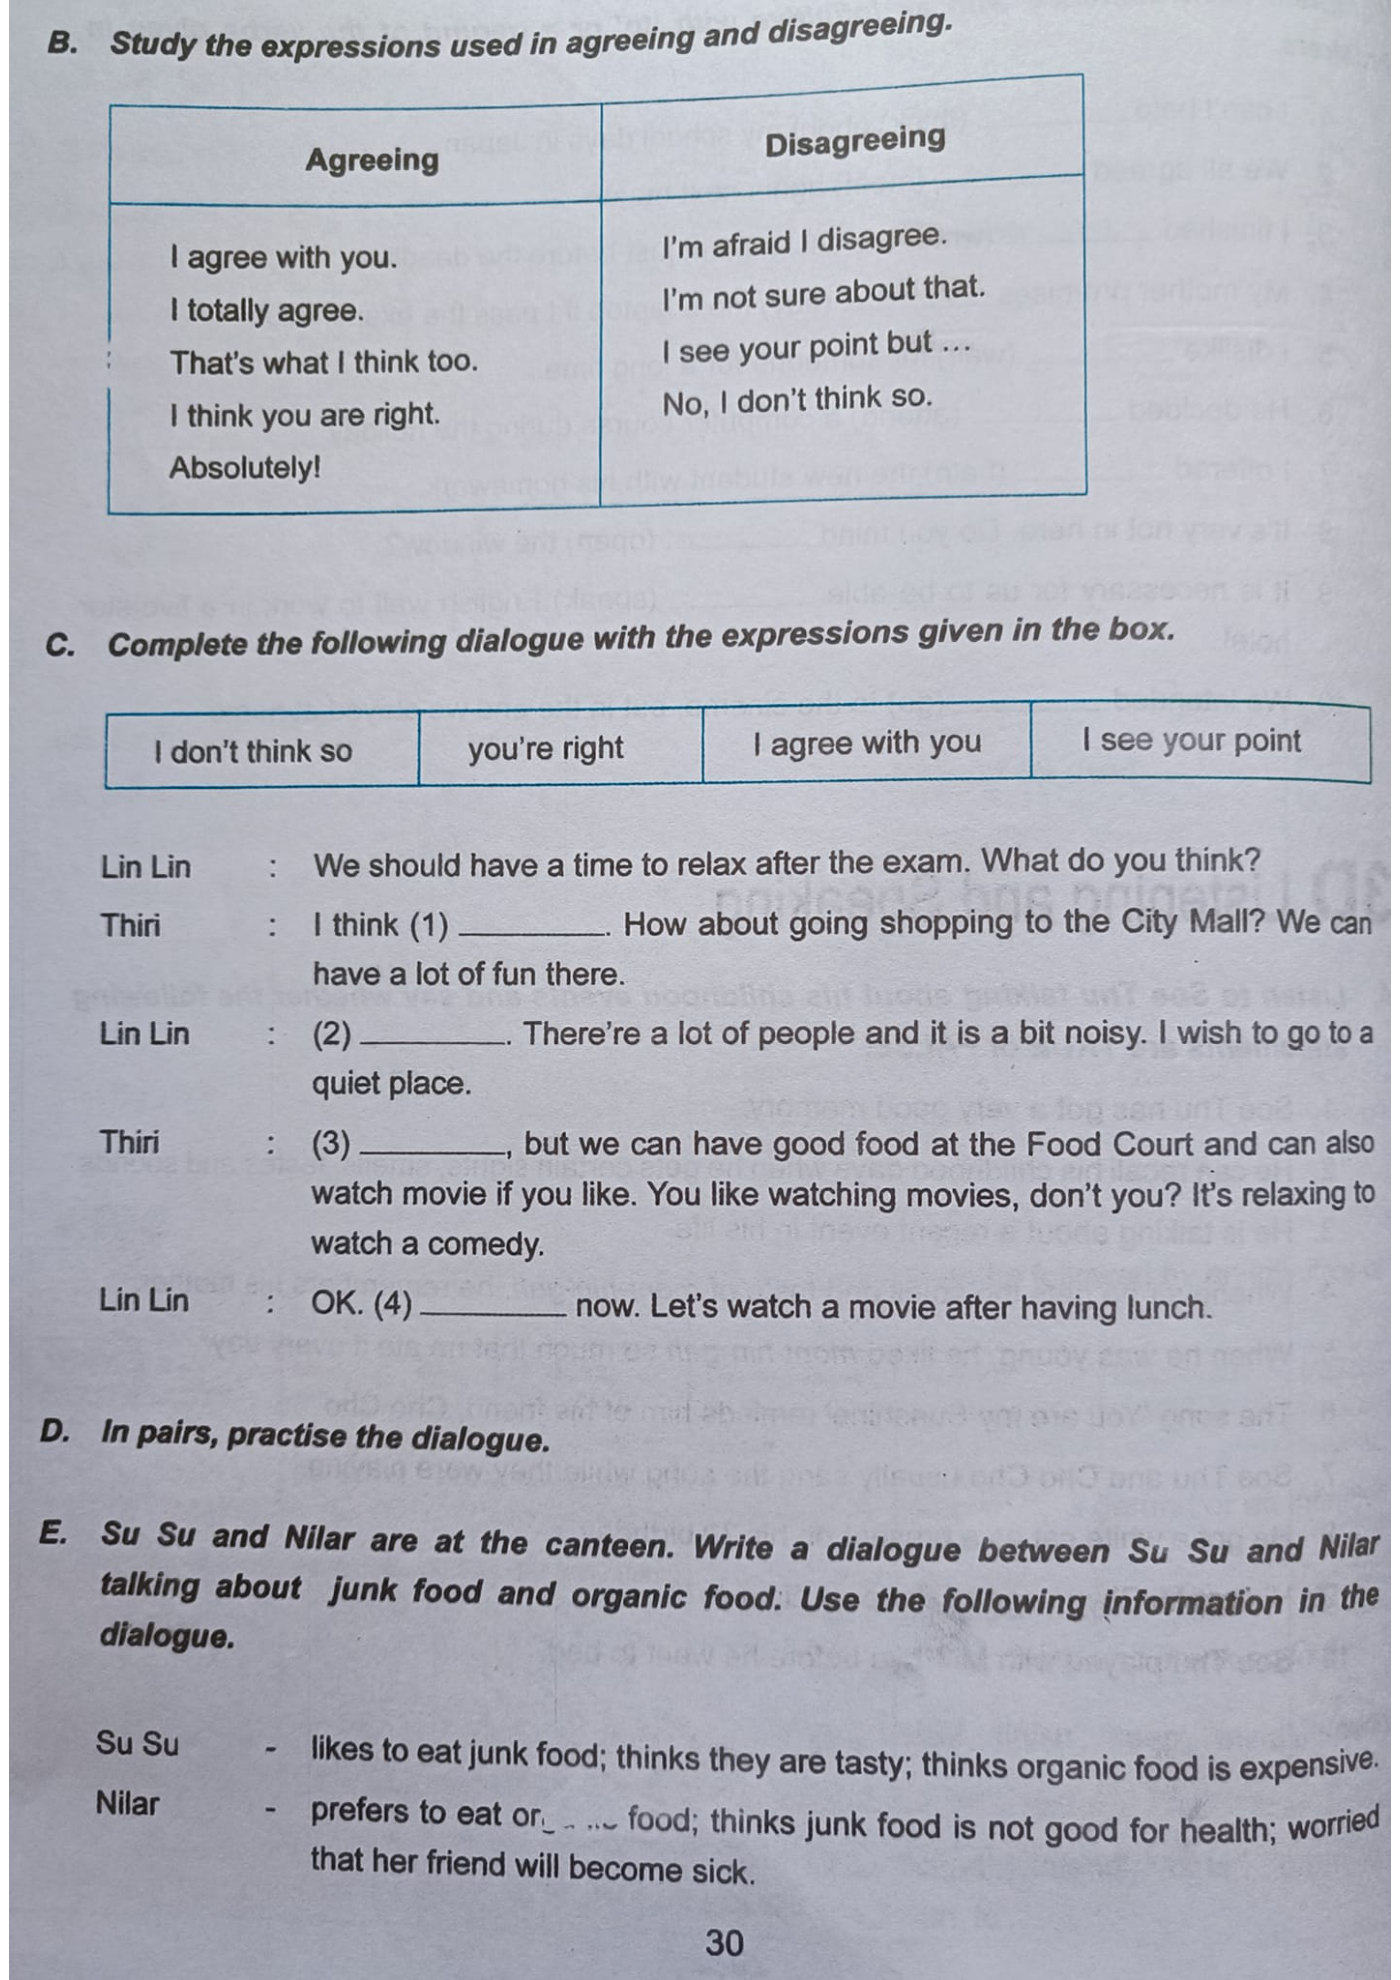 B. Study the expressions used in agreeing and disagreeing.
Agreeing
Disagreeing
I agree with you.
I totally agree.
That's what I think too.
I think you are right.
Absolutely!
I'm afraid I disagree.
I'm not sure about that.
I see your point but ...
No, I don't think so.
C. Complete the following dialogue with the expressions given in the box.
I don't think so
you're right
I agree with you
I see your point
Lin Lin : We should have a time to relax after the exam. What do you think?
Thiri : I think (1) __________. How about going shopping to the City Mall? We can
have a lot of fun there.
Lin Lin : (2) __________. There're a lot of people and it is a bit noisy. I wish to go to a
quiet place.
Thiri : (3) __________, but we can have good food at the Food Court and can also
watch movie if you like. You like watching movies, don't you? It's relaxing to
watch a comedy.
Lin Lin : OK. (4) __________ now. Let's watch a movie after having lunch.
D. In pairs, practise the dialogue.
E. Su Su and Nilar are at the canteen. Write a dialogue between Su Su and Nilar
talking about junk food and organic food. Use the following information in the
dialogue.
Su Su - likes to eat junk food; thinks they are tasty; thinks organic food is expensive.
Nilar - prefers to eat food; thinks junk food is not good for health; worried
that her friend will become sick.
30